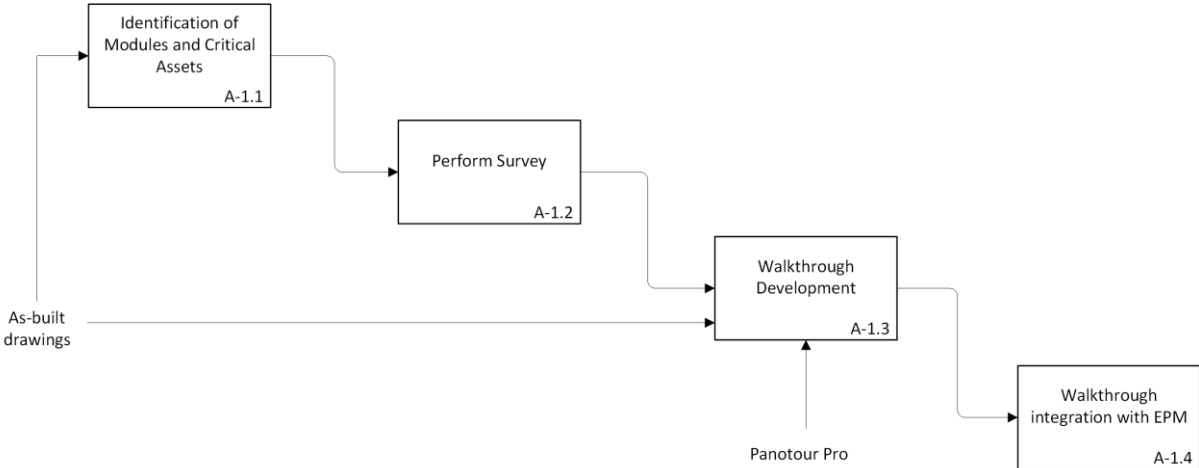 Identification of
Modules and Critical
Assets
A-1.1
Perform Survey
A-1.2
Walkthrough
Development
A-1.3
As-built
drawings
Walkthrough
integration with EPM
A-1.4
Panotour Pro